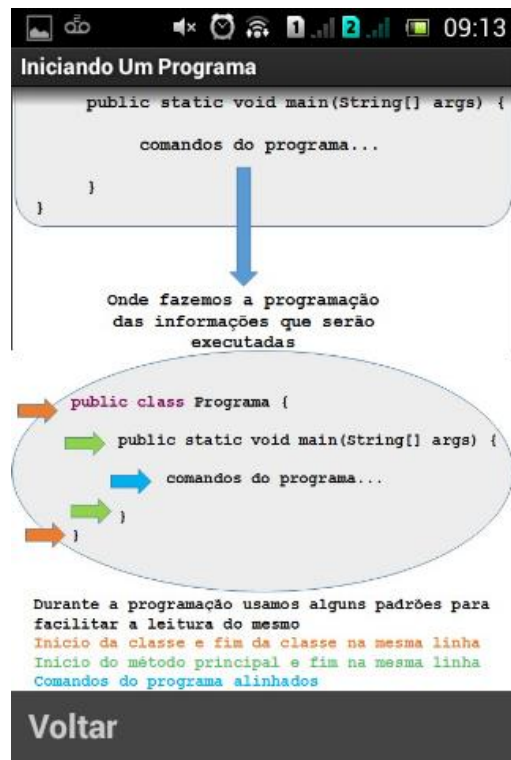 1 2 09:13
Iniciando Um Programa
public static void main(String[] args) {
comandos do programa...
}
}
Onde fazemos a programação
das informações que serão
executadas
public class Programa {
public static void main(String[] args) {
comandos do programa...
}
}
Durante a programação usamos alguns padrões para
facilitar a leitura do mesmo
Inicio da classe e fim da classe na mesma linha
Inicio do método principal e fim na mesma linha
Comandos do programa alinhados
Voltar